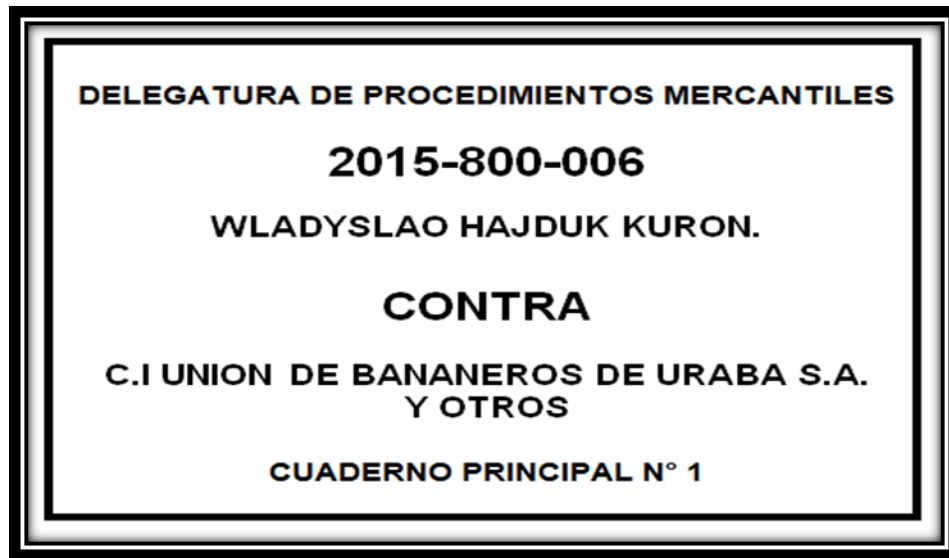 DELEGATURA DE PROCEDIMIENTOS MERCANTILES
2015-800-006
WLADYSLAO HAJDUK KURON.
CONTRA
C.I UNION DE BANANEROS DE URABA S.A.
Y OTROS
CUADERNO PRINCIPAL N° 1